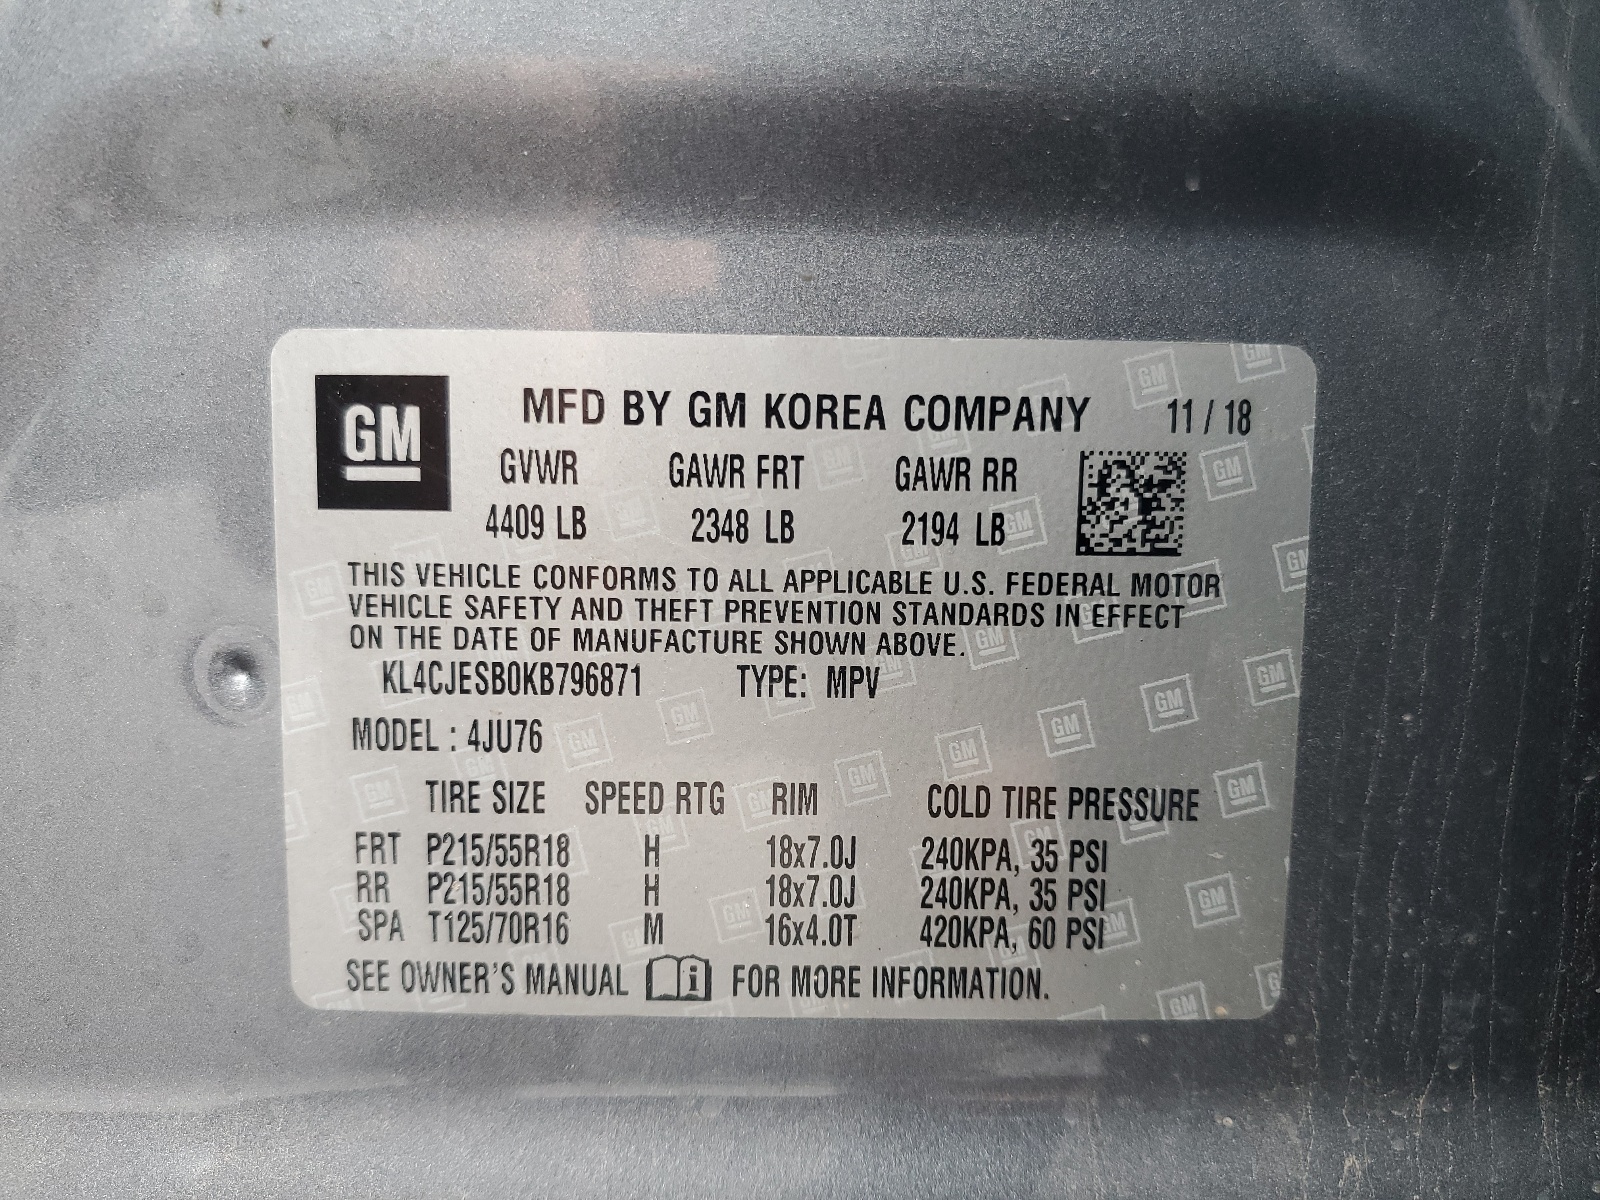 GM MFD BY GM KOREA COMPANY 11 / 18
GVWR GAWR FRT GAWR RR
4409 LB 2348 LB 2194 LB
THIS VEHICLE CONFORMS TO ALL APPLICABLE U.S. FEDERAL MOTOR
VEHICLE SAFETY AND THEFT PREVENTION STANDARDS IN EFFECT
ON THE DATE OF MANUFACTURE SHOWN ABOVE.
KL4CJESB0KB796871 TYPE: MPV
MODEL : 4JU76
TIRE SIZE SPEED RTG RIM COLD TIRE PRESSURE
FRT P215/55R18 H 18x7.0J 240KPA, 35 PSI
RR P215/55R18 H 18x7.0J 240KPA, 35 PSI
SPA T125/70R16 M 16x4.0T 420KPA, 60 PSI
SEE OWNER'S MANUAL i FOR MORE INFORMATION.